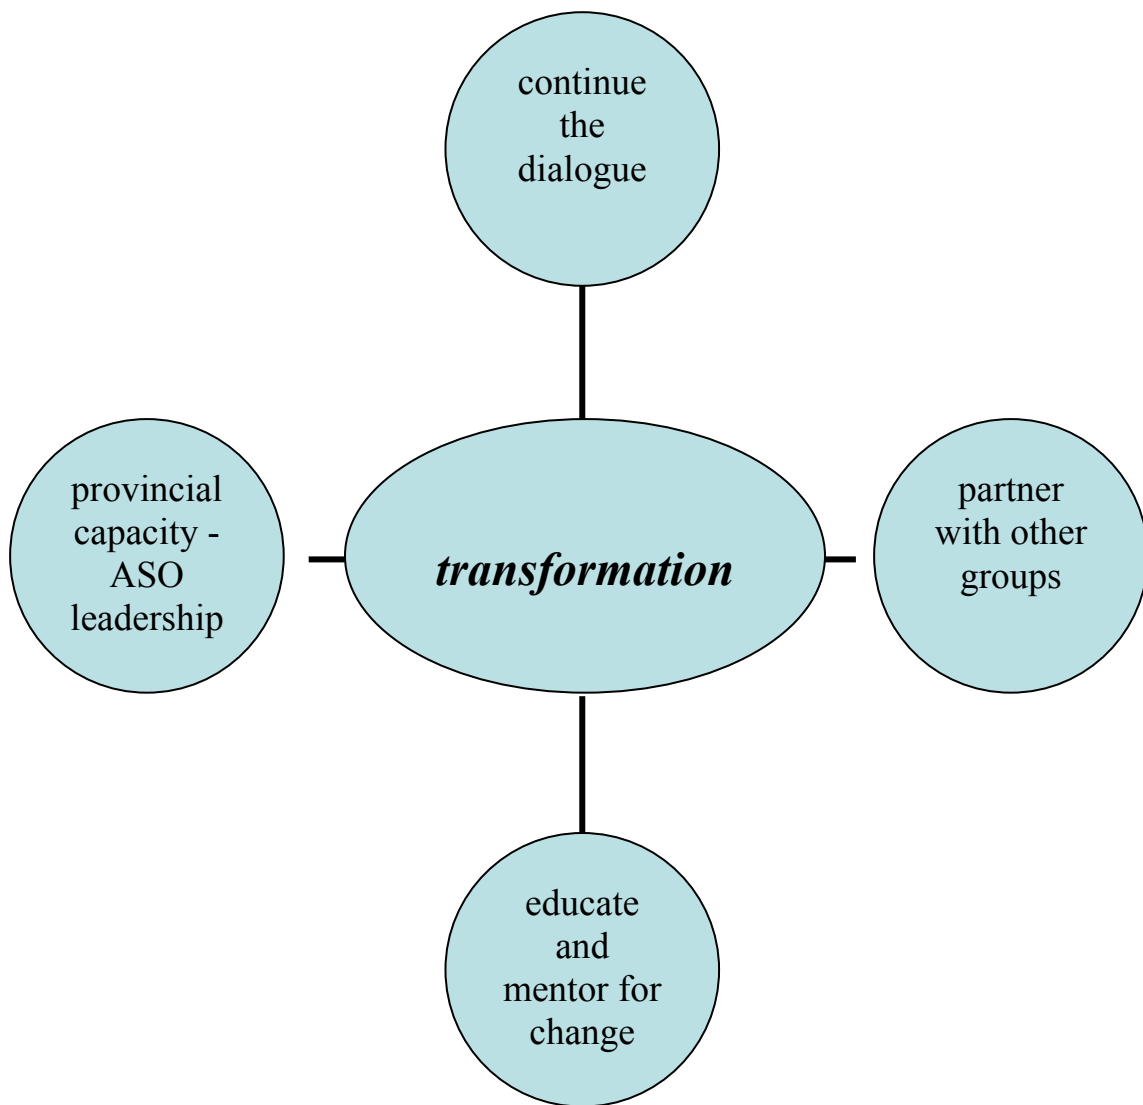 continue
the
dialogue
provincial
capacity -
ASO
leadership
transformation
partner
with other
groups
educate
and
mentor for
change